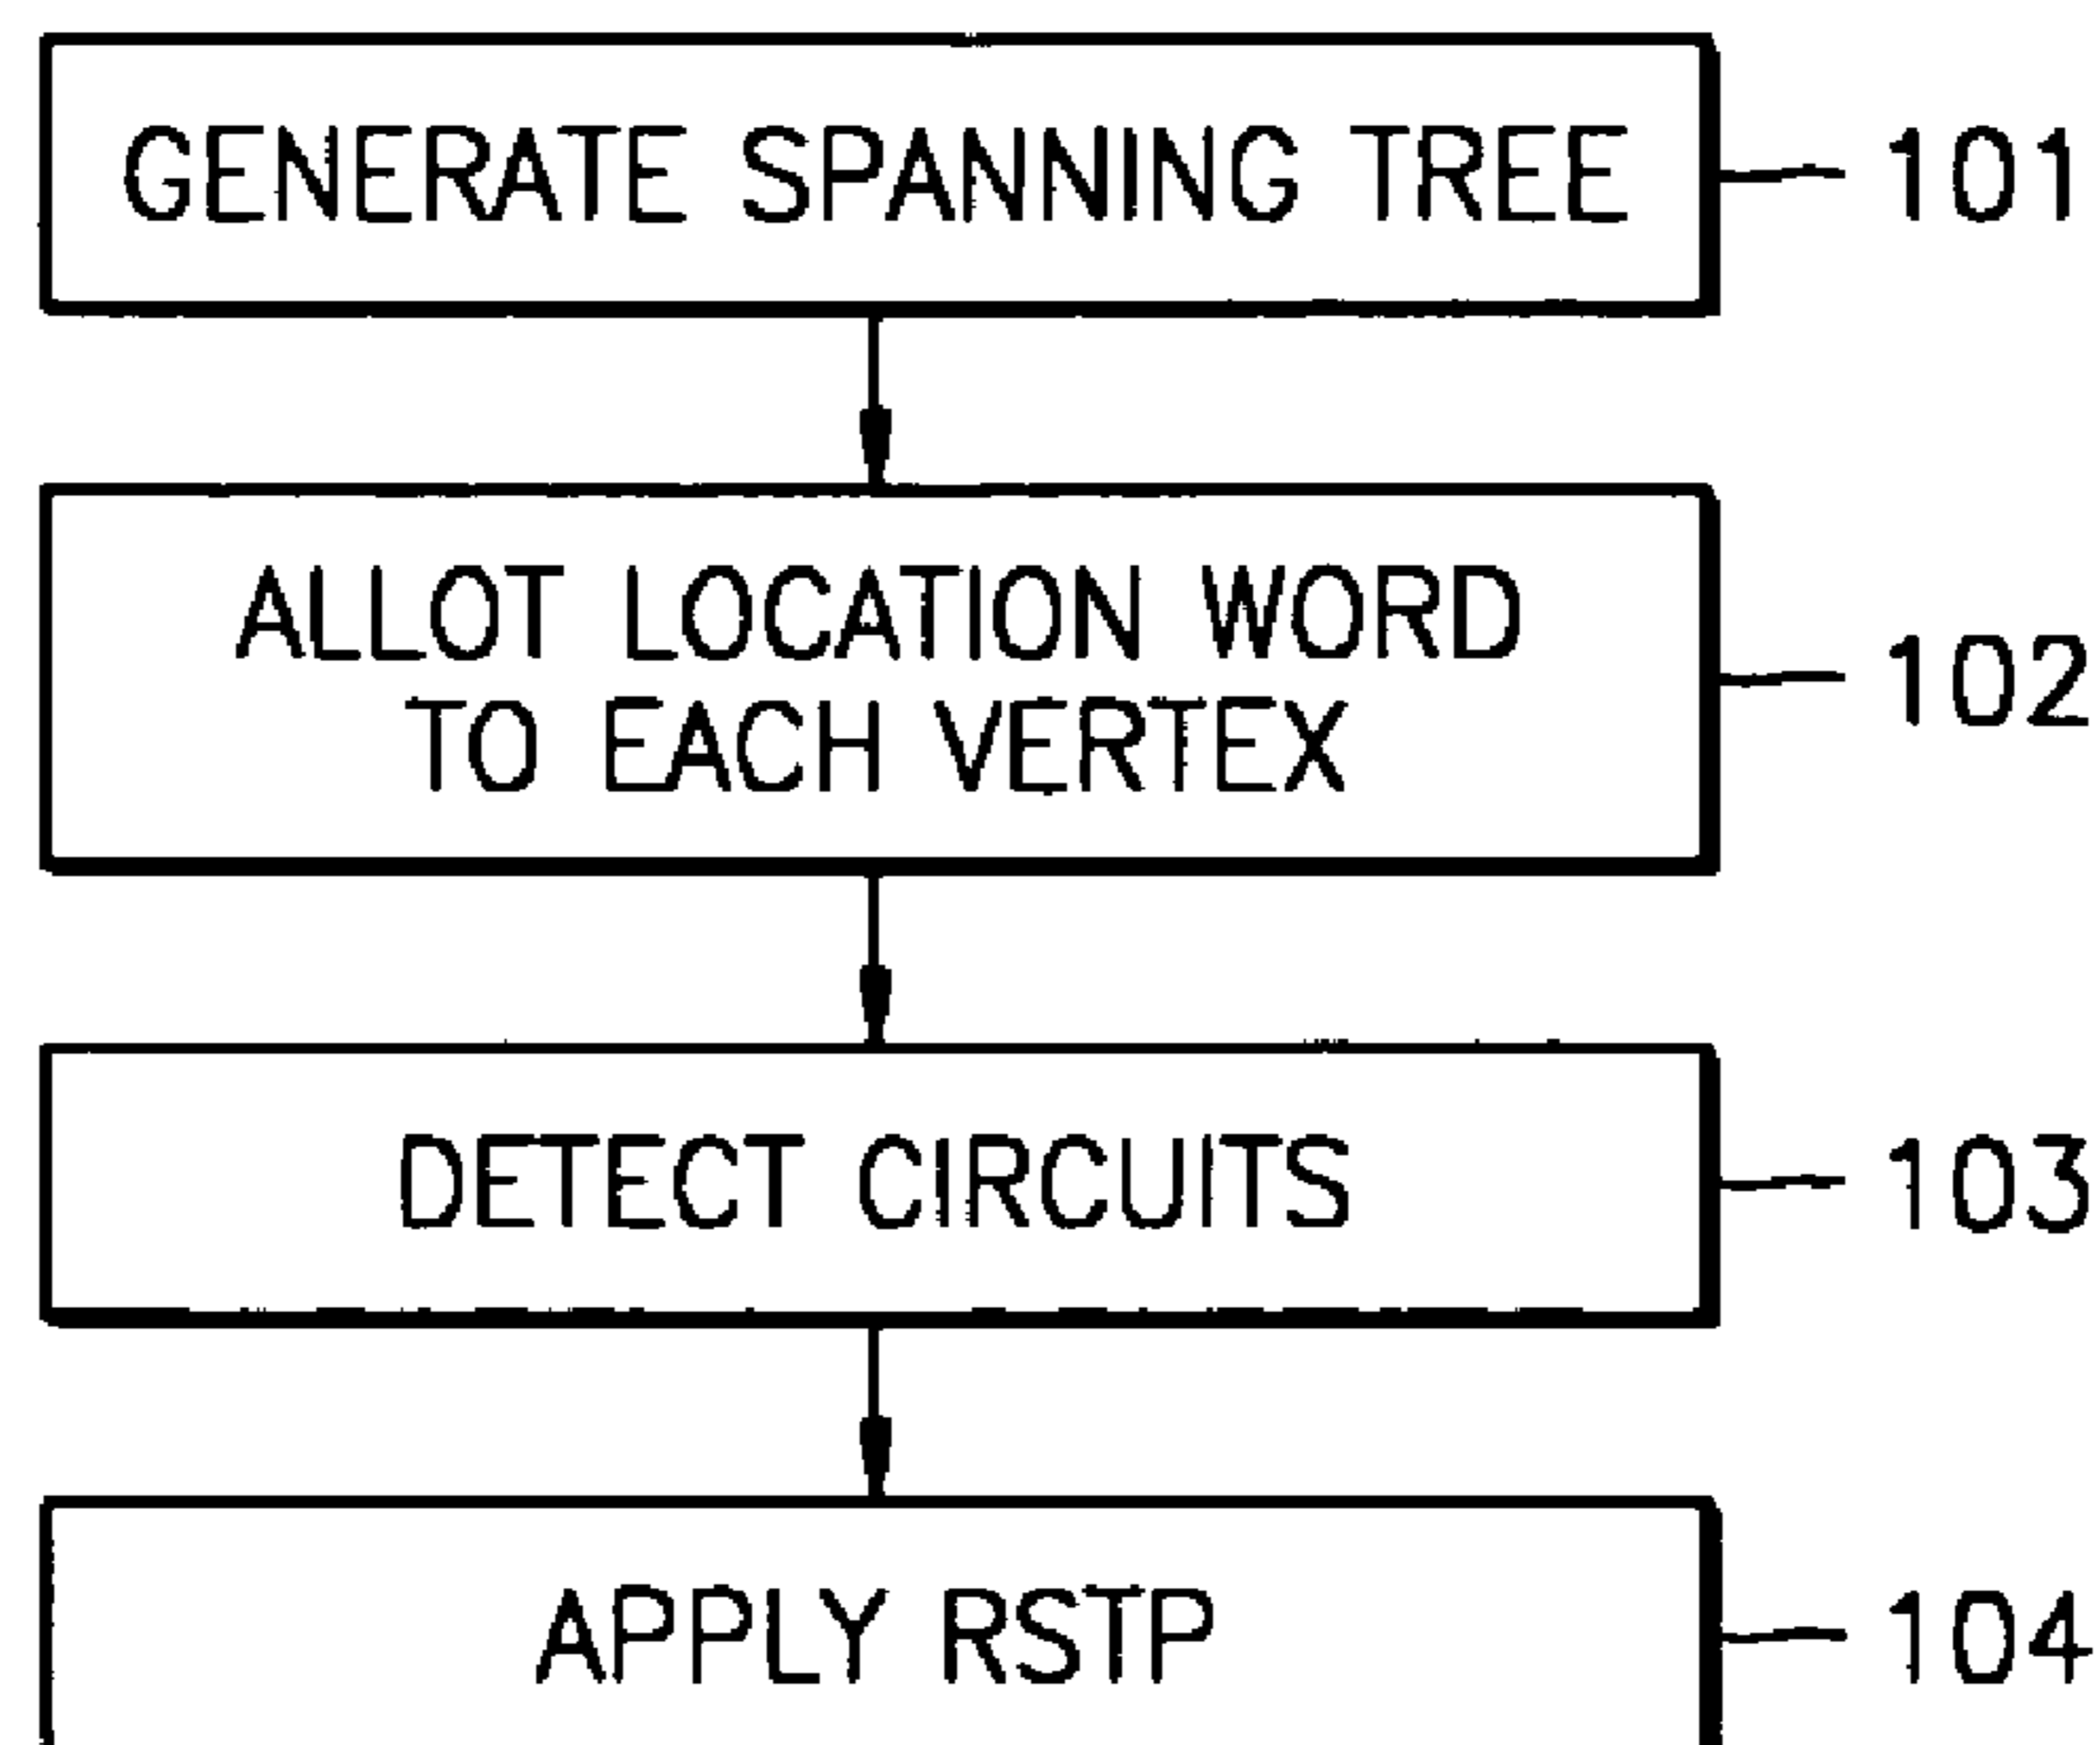 GENERATE SPANNING TREE
101
ALLOT LOCATION WORD
TO EACH VERTEX
102
DETECT CIRCUITS
103
APPLY RSTP
104